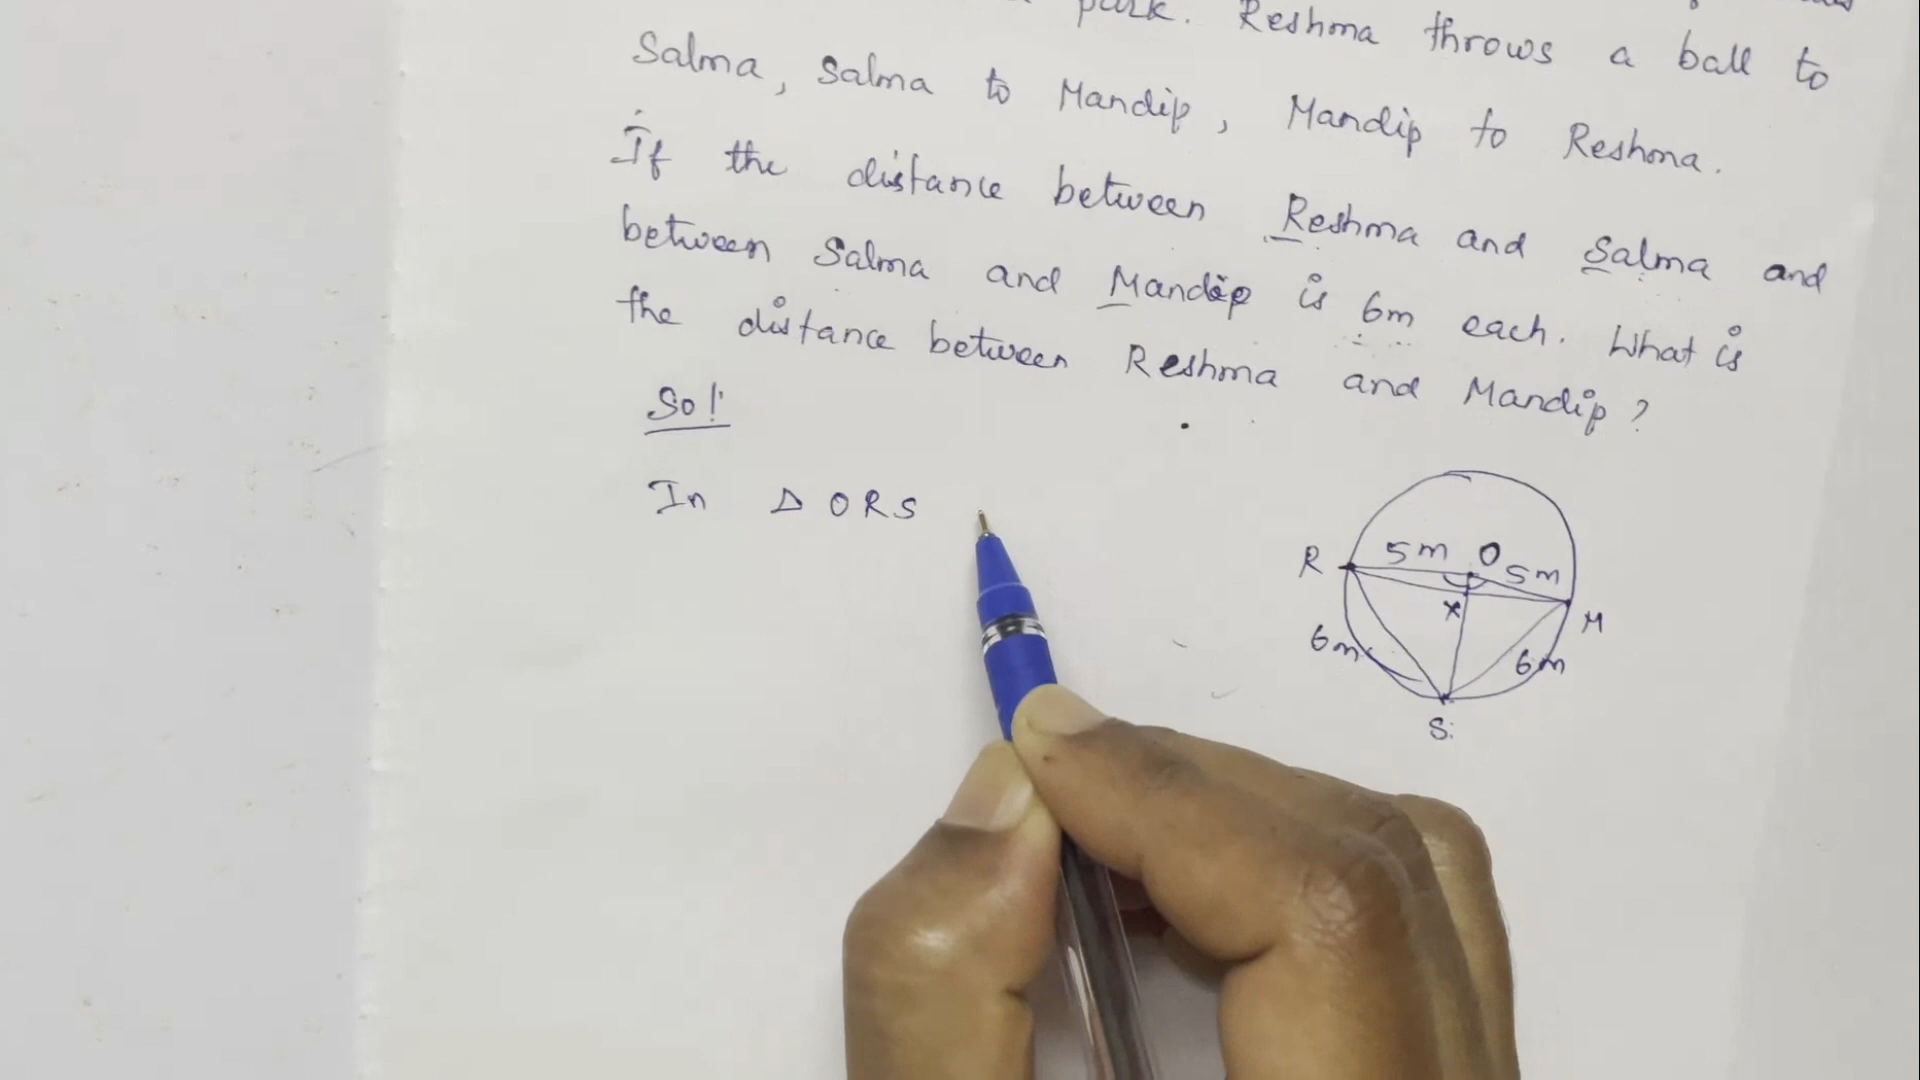 park. Reshma throws a ball to
Salma, Salma to Mandip, Mandip to Reshma.
If the distance between Reshma and Salma and
between Salma and Mandip is 6m each. What is
the distance between Reshma and Mandip?
Sol:
In Δ ORS
R 5m O 5m
x M
6m 6m
S